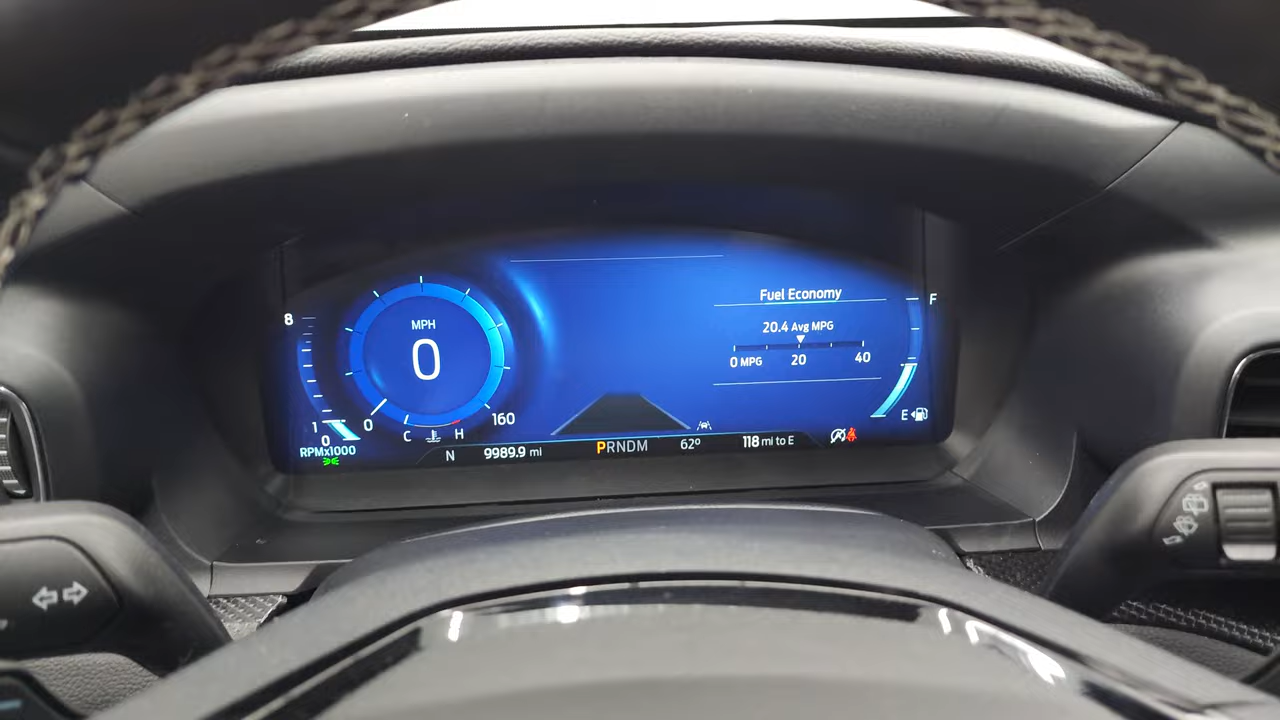 8
1
0
RPMx1000
MPH
0
0
160
C
H
Fuel Economy
20.4 Avg MPG
0 MPG
20
40
F
E
N
9989.9 mi
PRNDM
62º
118 mi to E